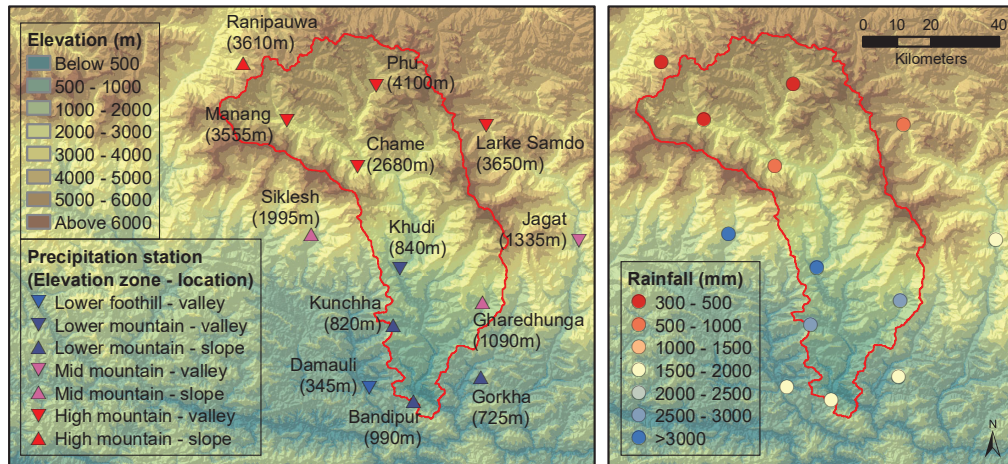 Elevation (m)
Below 500
500 - 1000
1000 - 2000
2000 - 3000
3000 - 4000
4000 - 5000
5000 - 6000
Above 6000
Precipitation station
(Elevation zone - location)
Lower foothill - valley
Lower mountain - valley
Lower mountain - slope
Mid mountain - valley
Mid mountain - slope
High mountain - valley
High mountain - slope
Ranipauwa
(3610m)
Phu
(4100m)
Manang
(3555m)
Chame
(2680m)
Larke Samdo
(3650m)
Siklesh
(1995m)
Khudi
(840m)
Jagat
(1335m)
Kunchha
(820m)
Gharedhunga
(1090m)
Damauli
(345m)
Bandipur
(990m)
Gorkha
(725m)
0 10 20 40
Kilometers
Rainfall (mm)
300 - 500
500 - 1000
1000 - 1500
1500 - 2000
2000 - 2500
2500 - 3000
>3000
N